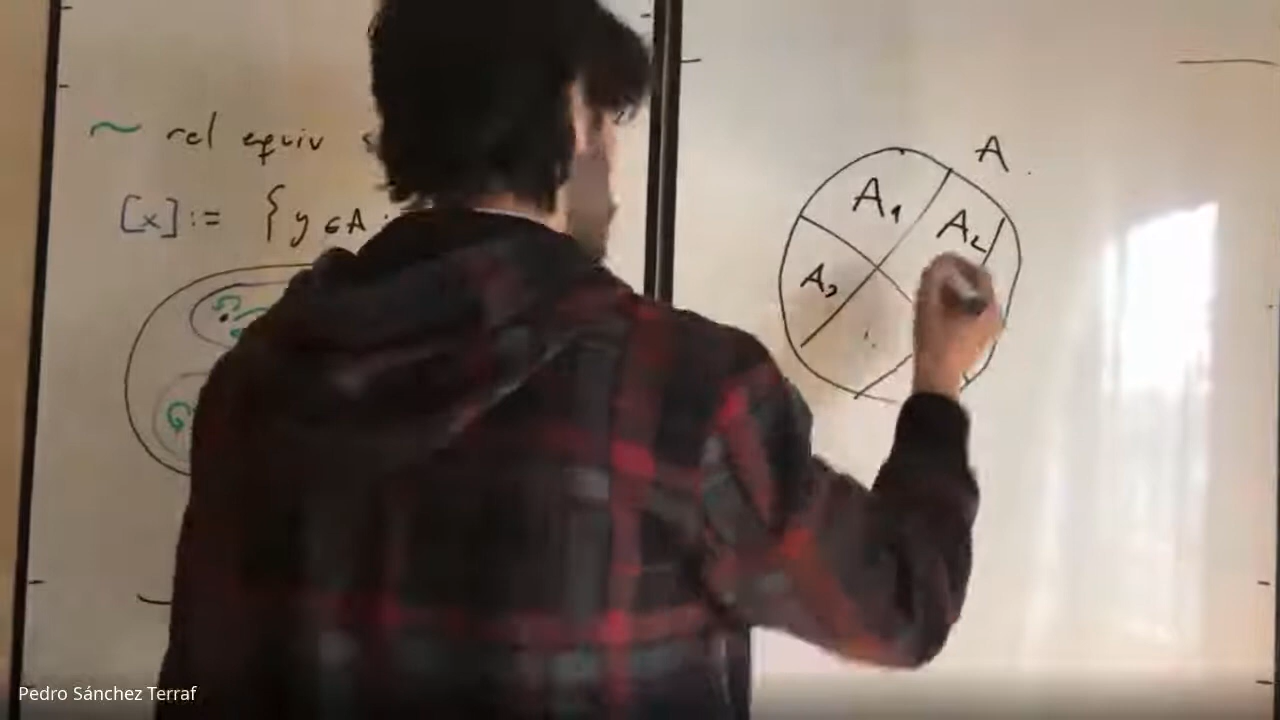 ~ rel equiv
[x] := { y ∈ A :
A
A₁
A₂
A₃
Pedro Sánchez Terraf